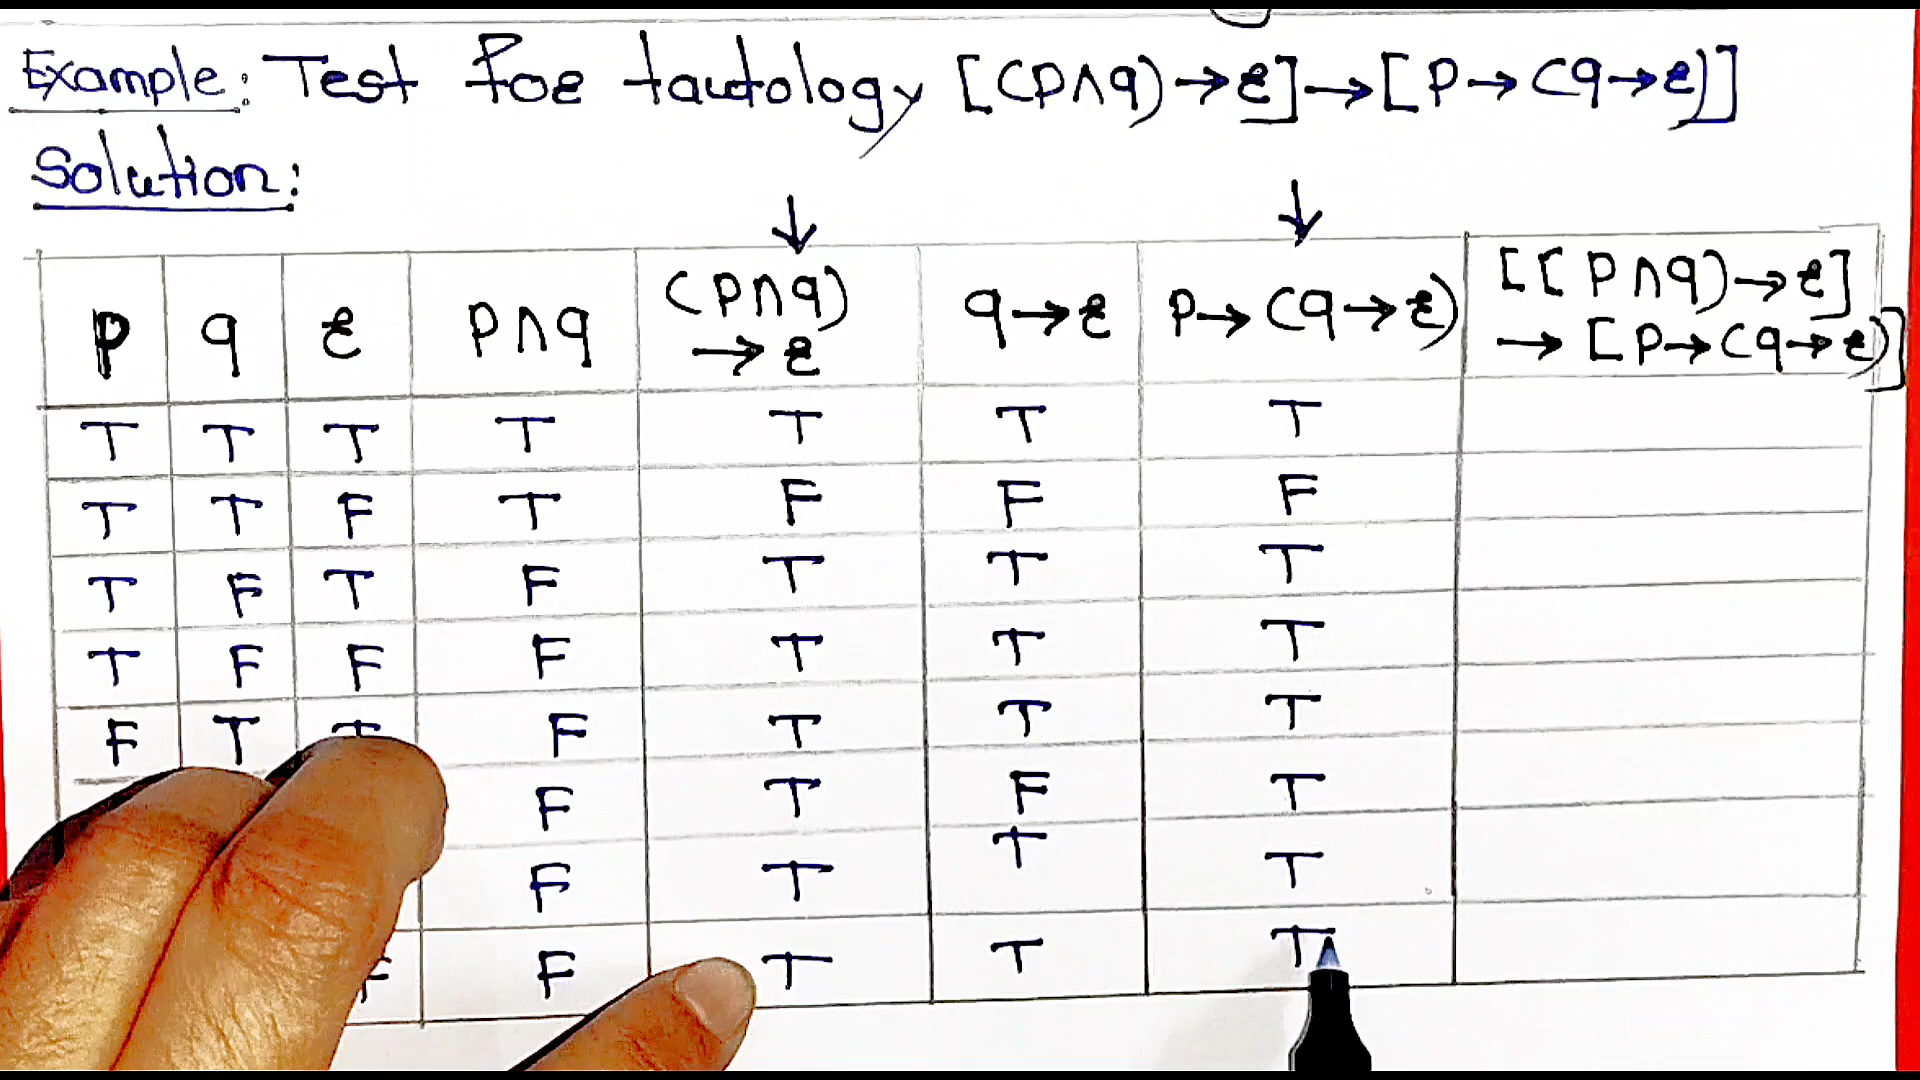 Example: Test for tautology [(p∧q)→r]→[p→(q→r)]
Solution:
↓ ↓
p q r p∧q (p∧q) →r q→r p→(q→r) [[p∧q)→r] →[p→(q→r)]]
T T T T T T T
T T F T F F F
T F T F T T T
T F F F T T T
F T T F T T T
F T F T
F T T T
F F T T T